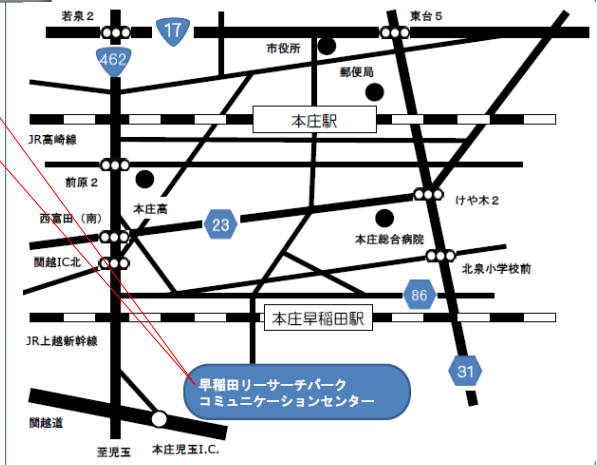 若泉２
東台５
17
市役所
462
郵便局
本庄駅
JR高崎線
前原２
本庄高
けや木２
西富田（南）
23
本庄総合病院
関越IC北
北泉小学校前
86
本庄早稲田駅
JR上越新幹線
31
早稲田リーサチパーク
コミュニケーションセンター
関越道
至児玉
本庄児玉I.C.